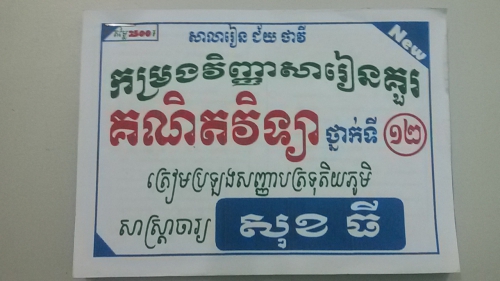 សាលារៀន ជ័យ ថាវី
New
កម្រងវិញ្ញាសារៀនគួរ
គណិតវិទ្យា ថ្នាក់ទី ១២
ត្រៀមប្រឡងសញ្ញាបត្រទុតិយភូមិ
សាស្រ្តាចារ្យ សុខ ធី